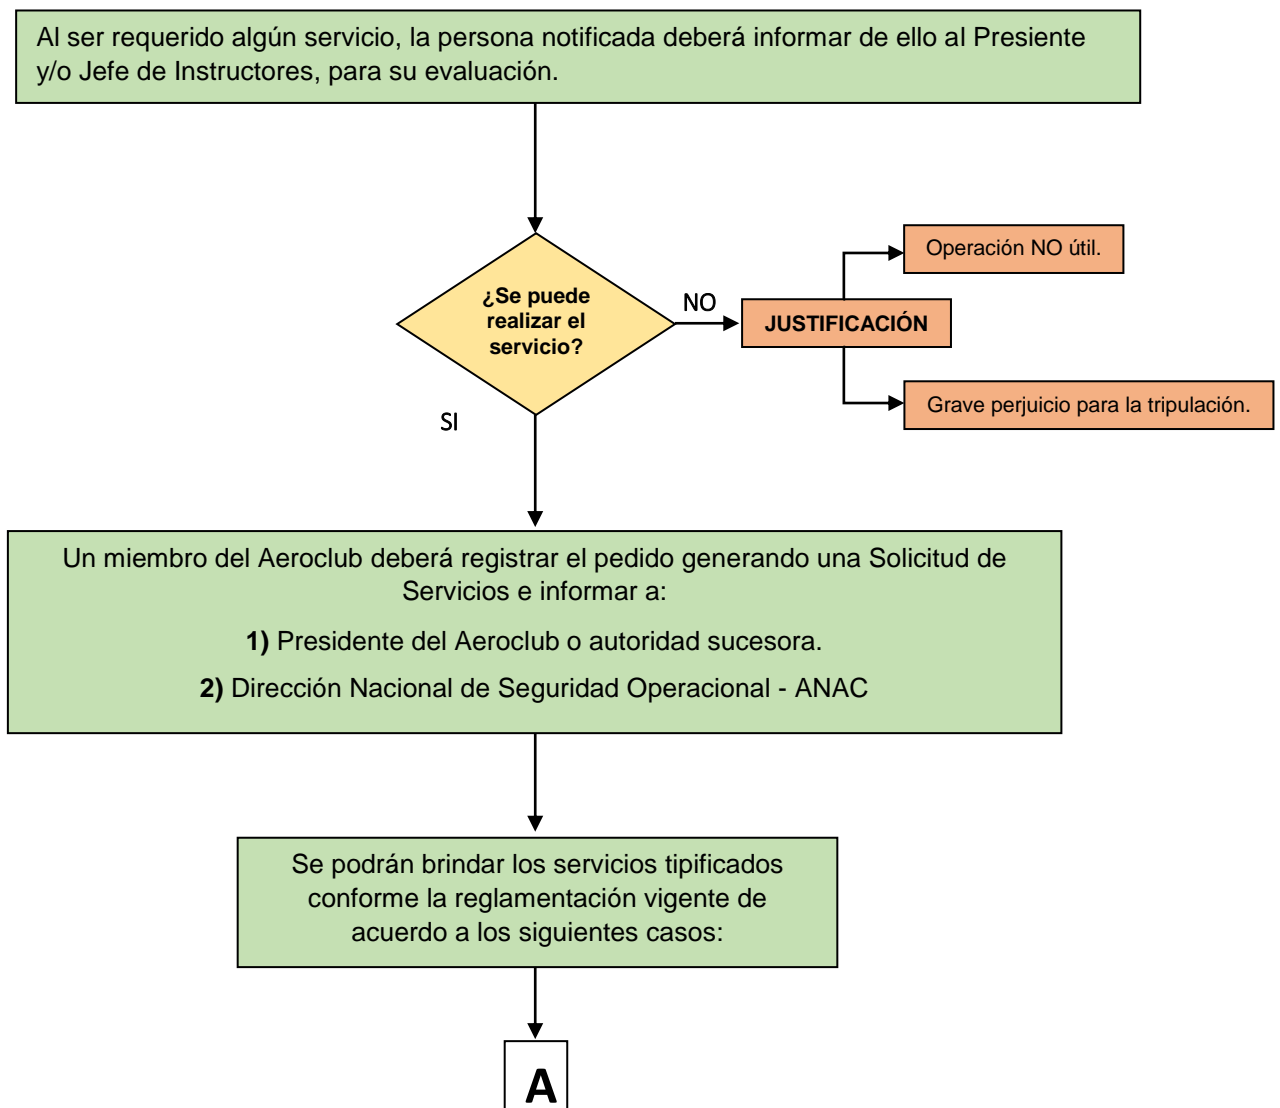 Al ser requerido algún servicio, la persona notificada deberá informar de ello al Presiente
y/o Jefe de Instructores, para su evaluación.
Operación NO útil.
¿Se puede
realizar el
servicio?
NO
JUSTIFICACIÓN
Grave perjuicio para la tripulación.
SI
Un miembro del Aeroclub deberá registrar el pedido generando una Solicitud de
Servicios e informar a:
1) Presidente del Aeroclub o autoridad sucesora.
2) Dirección Nacional de Seguridad Operacional - ANAC
Se podrán brindar los servicios tipificados
conforme la reglamentación vigente de
acuerdo a los siguientes casos:
A